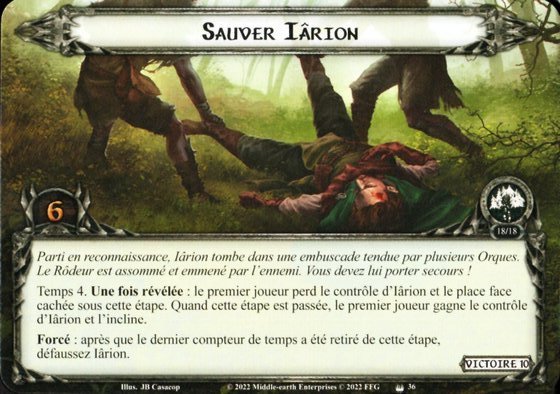 Sauver Iârion
6
18/18
Parti en reconnaissance, Iârion tombe dans une embuscade tendue par plusieurs Orques.
Le Rôdeur est assommé et emmené par l'ennemi. Vous devez lui porter secours !
Temps 4. Une fois révélée : le premier joueur perd le contrôle d'Iârion et le place face
cachée sous cette étape. Quand cette étape est passée, le premier joueur gagne le contrôle
d'Iârion et l'incline.
Forcé : après que le dernier compteur de temps a été retiré de cette étape,
défaussez Iârion.
VICTOIRE 10
Illus. JB Casacop © 2022 Middle-earth Enterprises © 2022 FFG 36